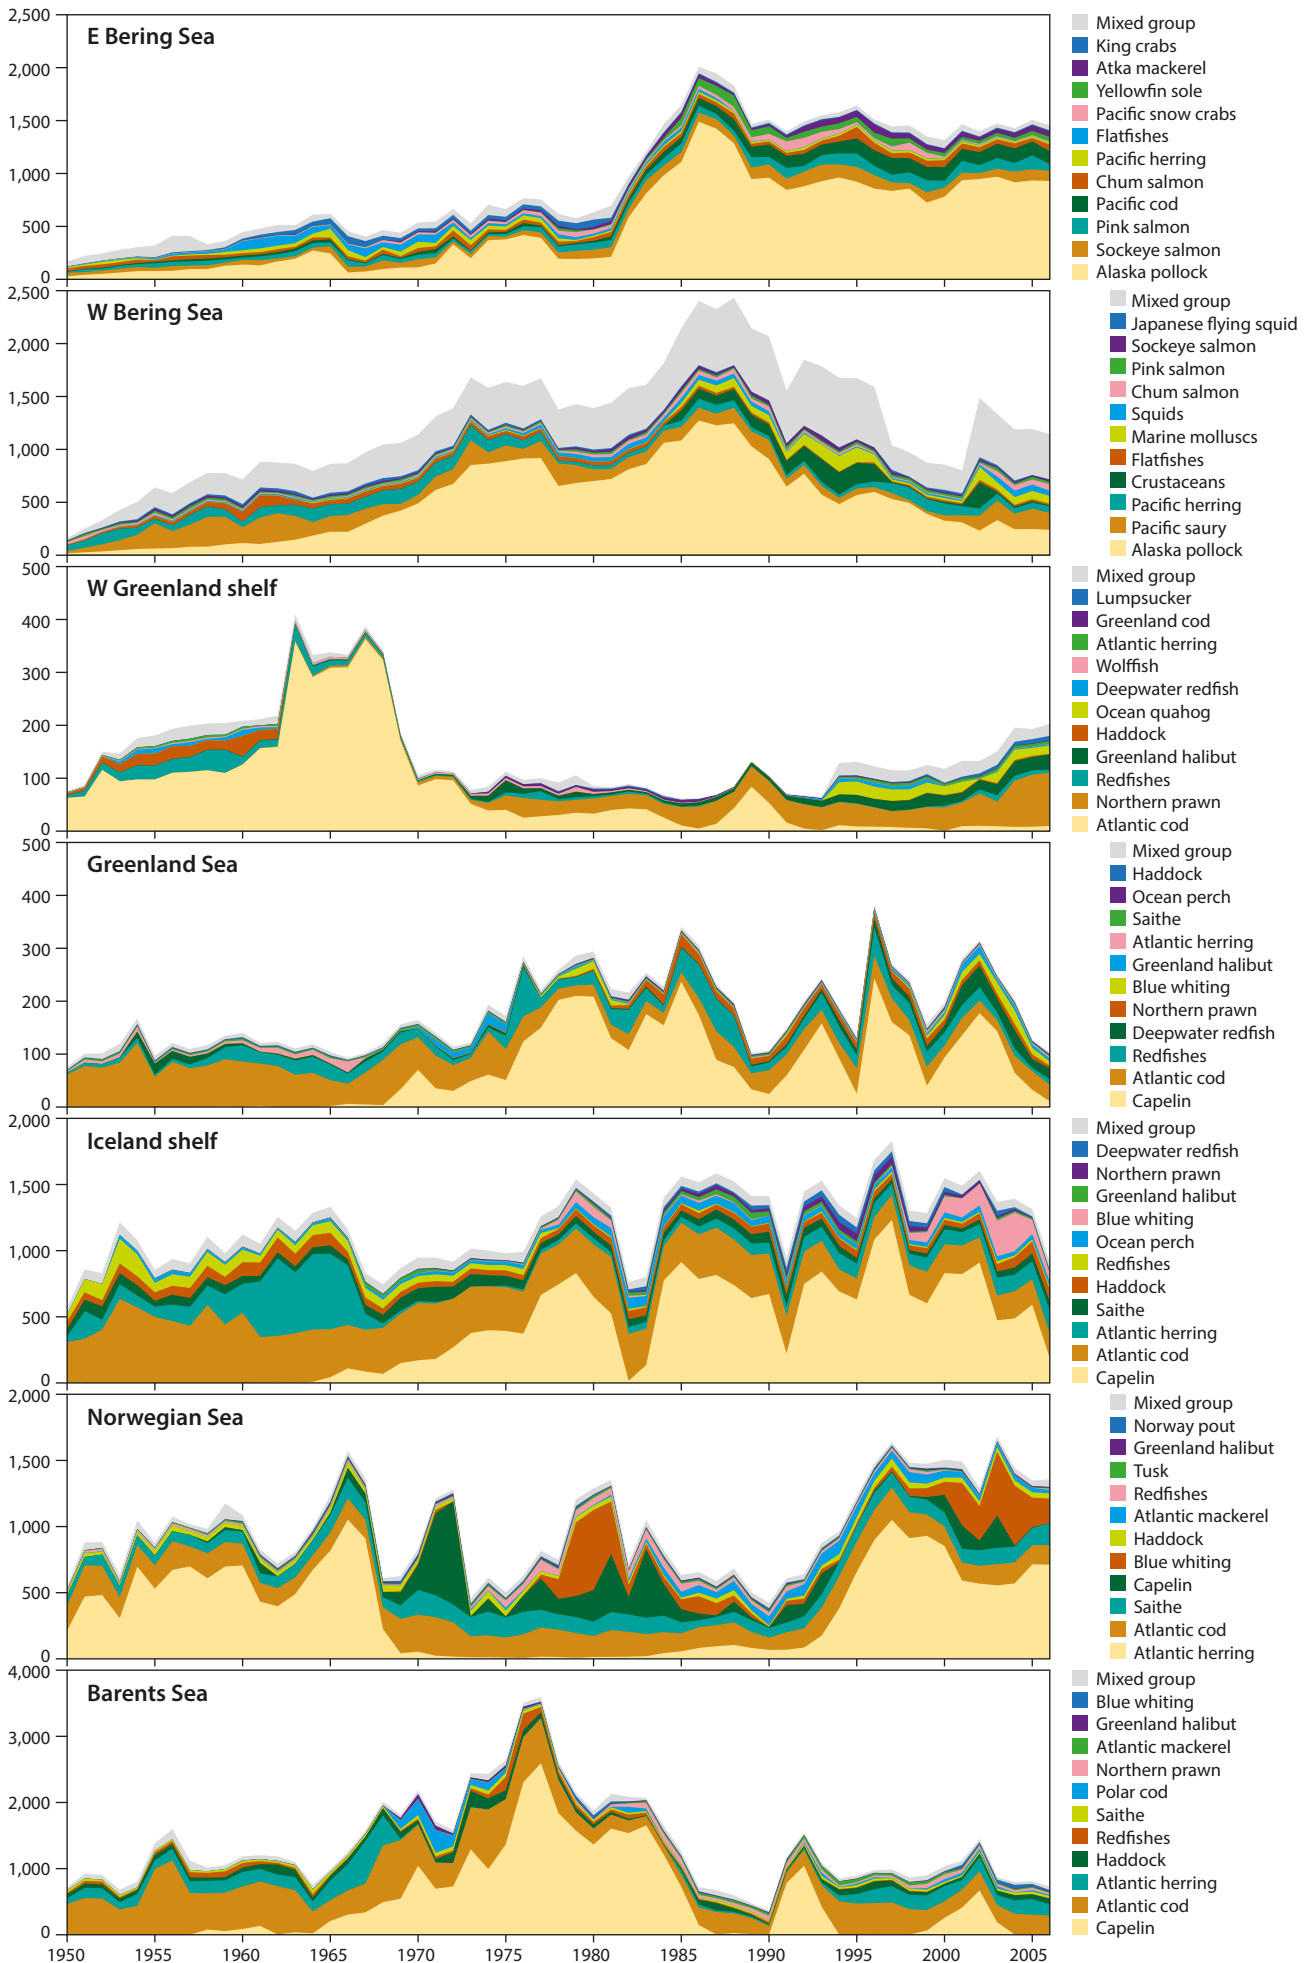 2,500
2,000
1,500
1,000
500
0
E Bering Sea
Mixed group
King crabs
Atka mackerel
Yellowfin sole
Pacific snow crabs
Flatfishes
Pacific herring
Chum salmon
Pacific cod
Pink salmon
Sockeye salmon
Alaska pollock
2,500
2,000
1,500
1,000
500
0
W Bering Sea
Mixed group
Japanese flying squid
Sockeye salmon
Pink salmon
Chum salmon
Squids
Marine molluscs
Flatfishes
Crustaceans
Pacific herring
Pacific saury
Alaska pollock
500
400
300
200
100
0
W Greenland shelf
Mixed group
Lumpsucker
Greenland cod
Atlantic herring
Wolffish
Deepwater redfish
Ocean quahog
Haddock
Greenland halibut
Redfishes
Northern prawn
Atlantic cod
500
400
300
200
100
0
Greenland Sea
Mixed group
Haddock
Ocean perch
Saithe
Atlantic herring
Greenland halibut
Blue whiting
Northern prawn
Deepwater redfish
Redfishes
Atlantic cod
Capelin
2,000
1,500
1,000
500
0
Iceland shelf
Mixed group
Deepwater redfish
Northern prawn
Greenland halibut
Blue whiting
Ocean perch
Redfishes
Haddock
Saithe
Atlantic herring
Atlantic cod
Capelin
2,000
1,500
1,000
500
0
Norwegian Sea
Mixed group
Norway pout
Greenland halibut
Tusk
Redfishes
Atlantic mackerel
Haddock
Blue whiting
Capelin
Saithe
Atlantic cod
Atlantic herring
4,000
3,000
2,000
1,000
0
Barents Sea
Mixed group
Blue whiting
Greenland halibut
Atlantic mackerel
Northern prawn
Polar cod
Saithe
Redfishes
Haddock
Atlantic herring
Atlantic cod
Capelin
1950 1955 1960 1965 1970 1975 1980 1985 1990 1995 2000 2005